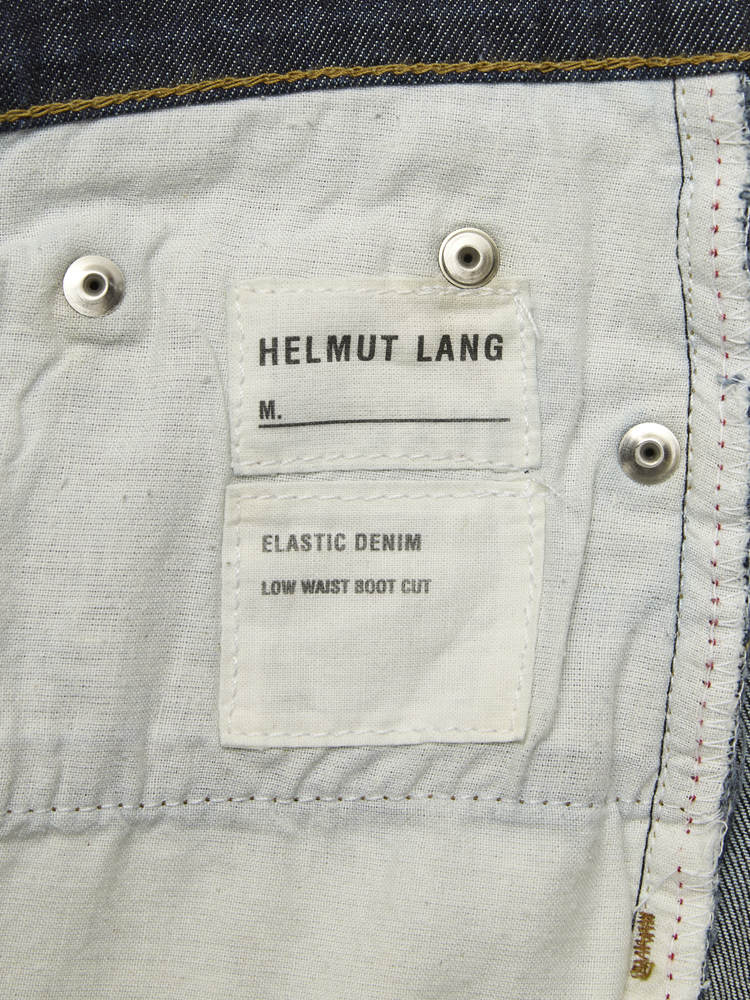 HELMUT LANG
M.
ELASTIC DENIM
LOW WAIST BOOT CUT